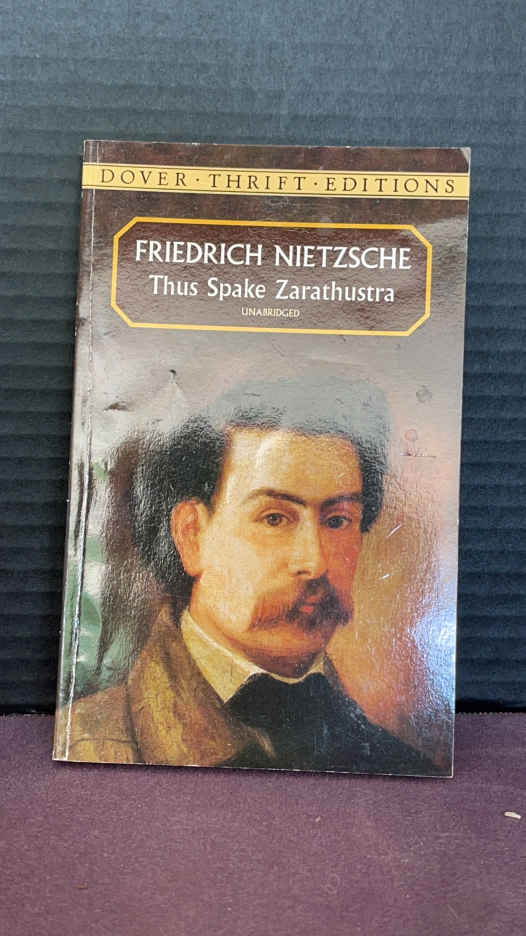 DOVER · THRIFT · EDITIONS
FRIEDRICH NIETZSCHE
Thus Spake Zarathustra
UNABRIDGED